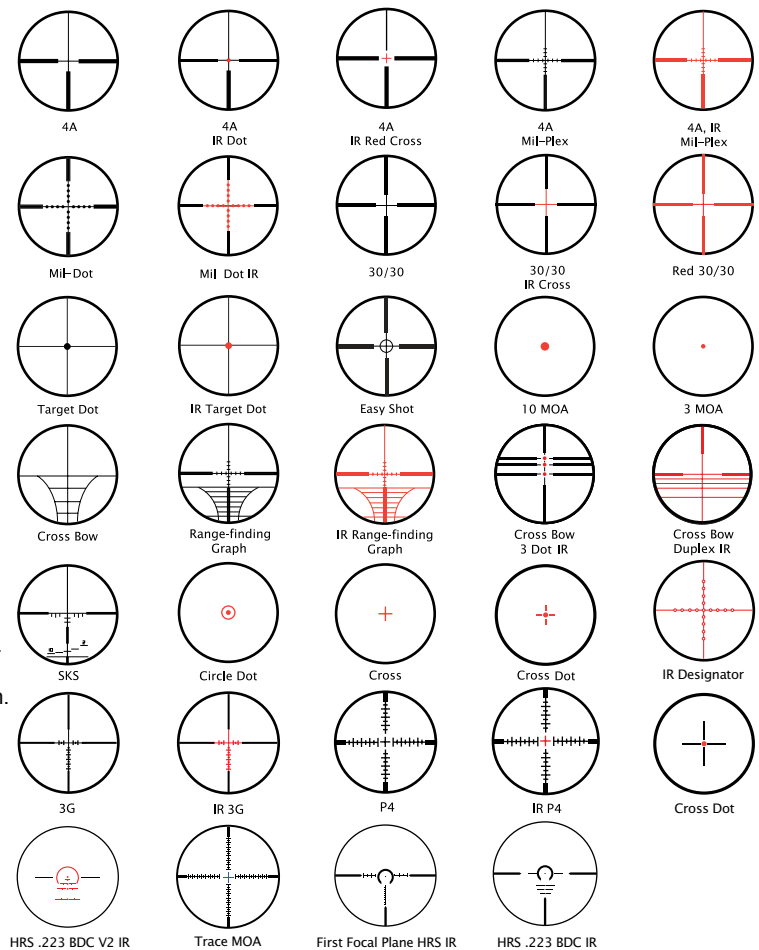 4A
4A
IR Dot
4A
IR Red Cross
4A
Mil-Plex
4A, IR
Mil-Plex
Mil-Dot
Mil Dot IR
30/30
30/30
IR Cross
Red 30/30
Target Dot
IR Target Dot
Easy Shot
10 MOA
3 MOA
Cross Bow
Range-finding
Graph
IR Range-finding
Graph
Cross Bow
3 Dot IR
Cross Bow
Duplex IR
SKS
Circle Dot
Cross
Cross Dot
IR Designator
3G
IR 3G
P4
IR P4
Cross Dot
HRS .223 BDC V2 IR
Trace MOA
First Focal Plane HRS IR
HRS .223 BDC IR